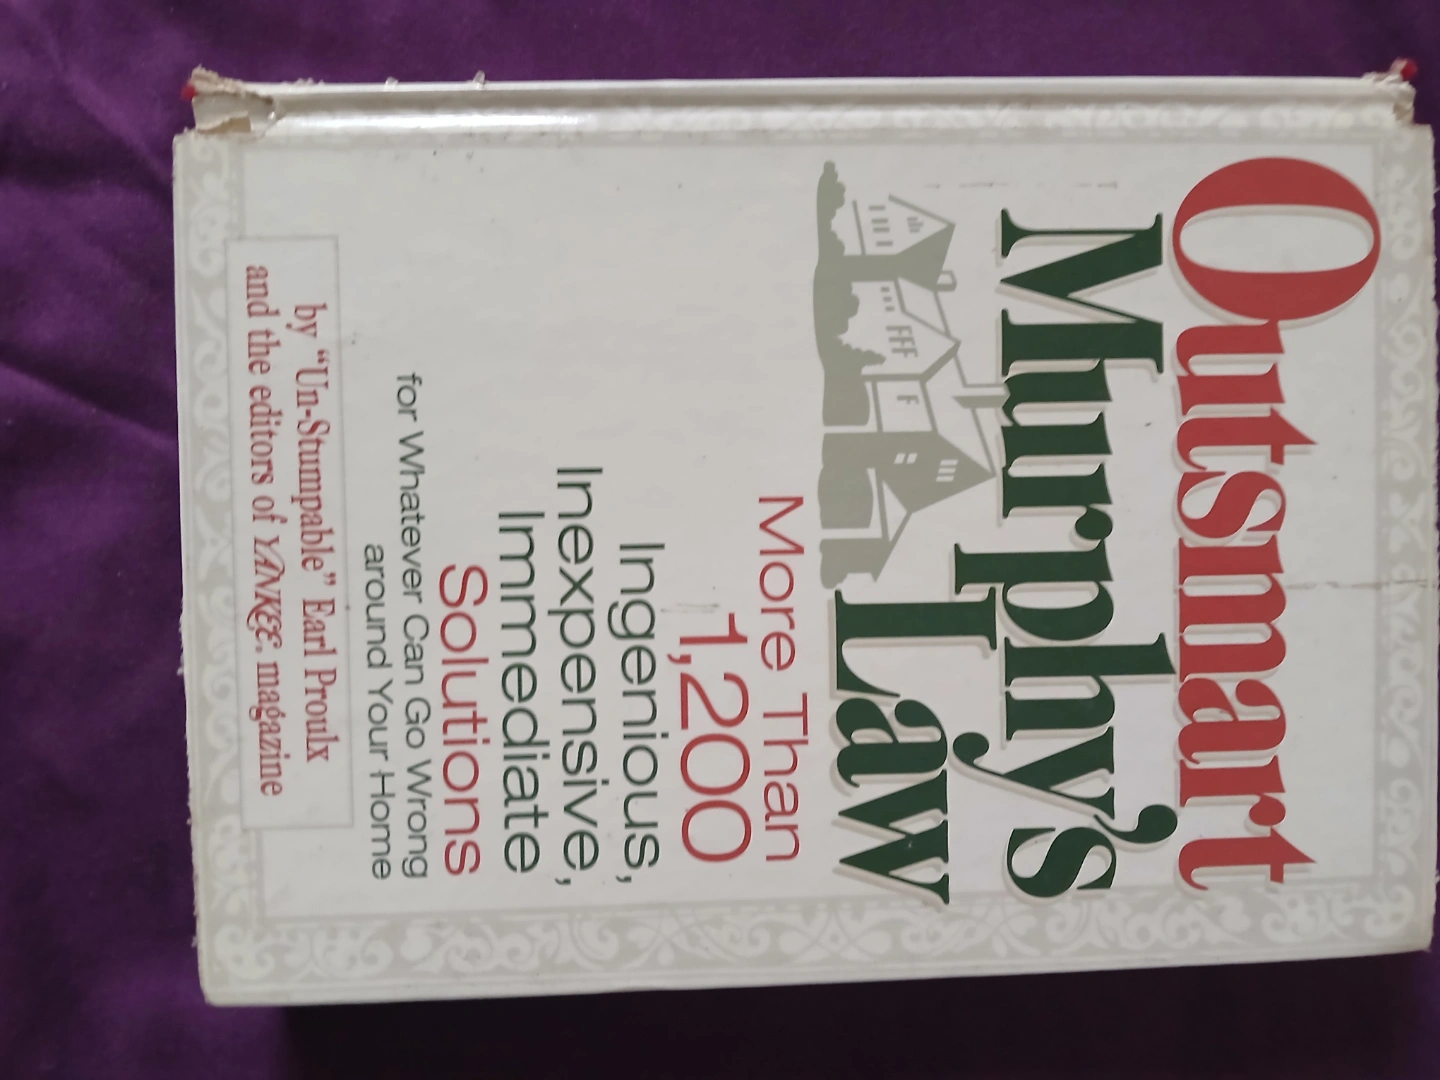 Outsmart
Murphy's
Law
More Than
1,200
Ingenious,
Inexpensive,
Immediate
Solutions
for Whatever Can Go Wrong
around Your Home
by "Un-Stumpable" Earl Proulx
and the editors of YANKEE. magazine